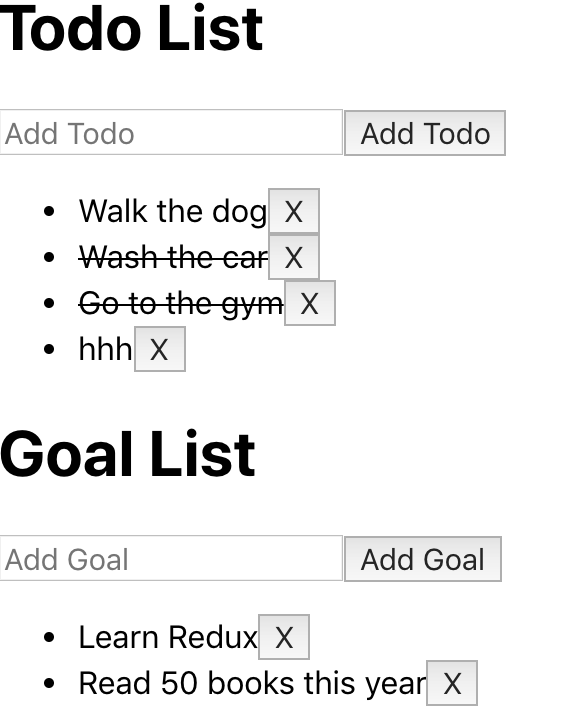 Todo List
Add Todo Add Todo
Walk the dog X
Wash the car X
Go to the gym X
hhh X
Goal List
Add Goal Add Goal
Learn Redux X
Read 50 books this year X